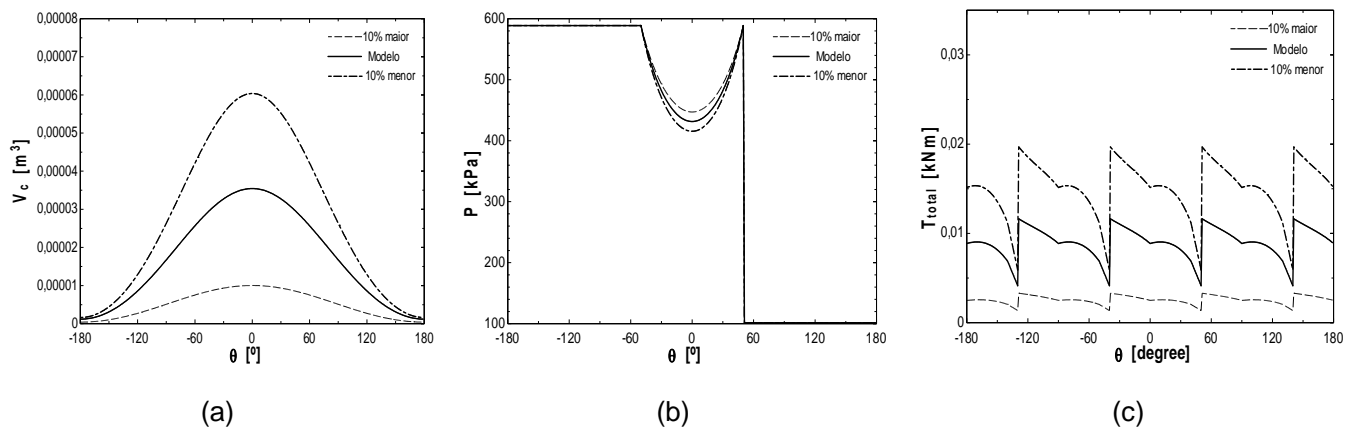 0,00008
0,00007
0,00006
0,00005
0,00004
0,00003
0,00002
0,00001
0
V c [m³]
-180 -120 -60 0 60 120 180
θ [º]
10% maior
Modelo
10% menor
(a)
600
500
400
300
200
100
P [kPa]
-180 -120 -60 0 60 120 180
θ [º]
10% maior
Modelo
10% menor
(b)
0,03
0,02
0,01
0
T total [kNm]
-180 -120 -60 0 60 120 180
θ [degree]
10% maior
Modelo
10% menor
(c)